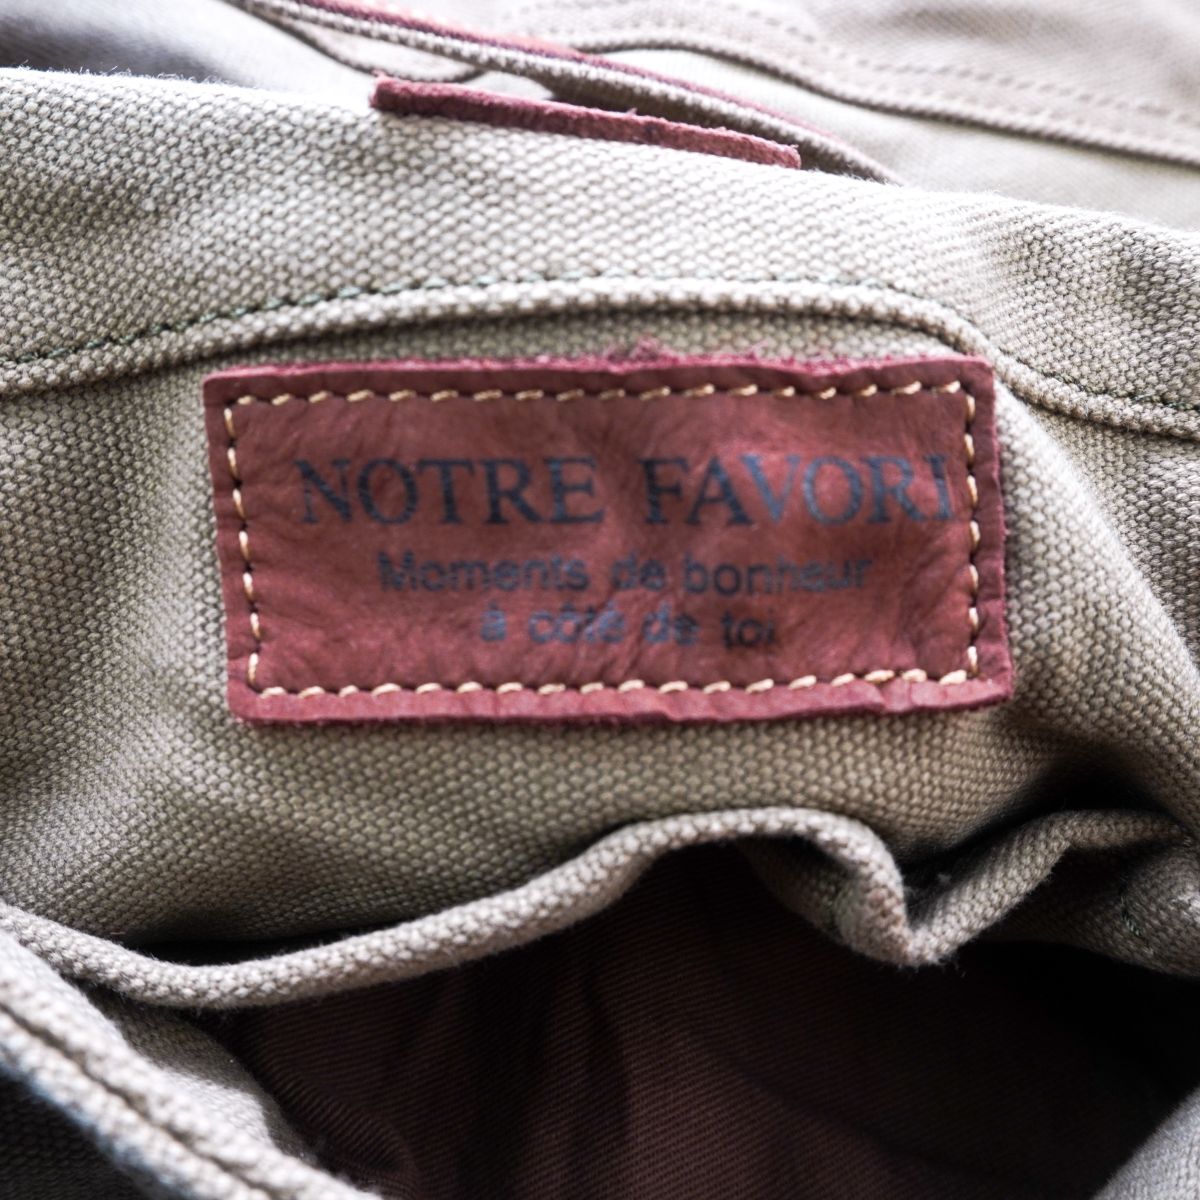 NOTRE FAVORI
Moments de bonheur
à côté de toi